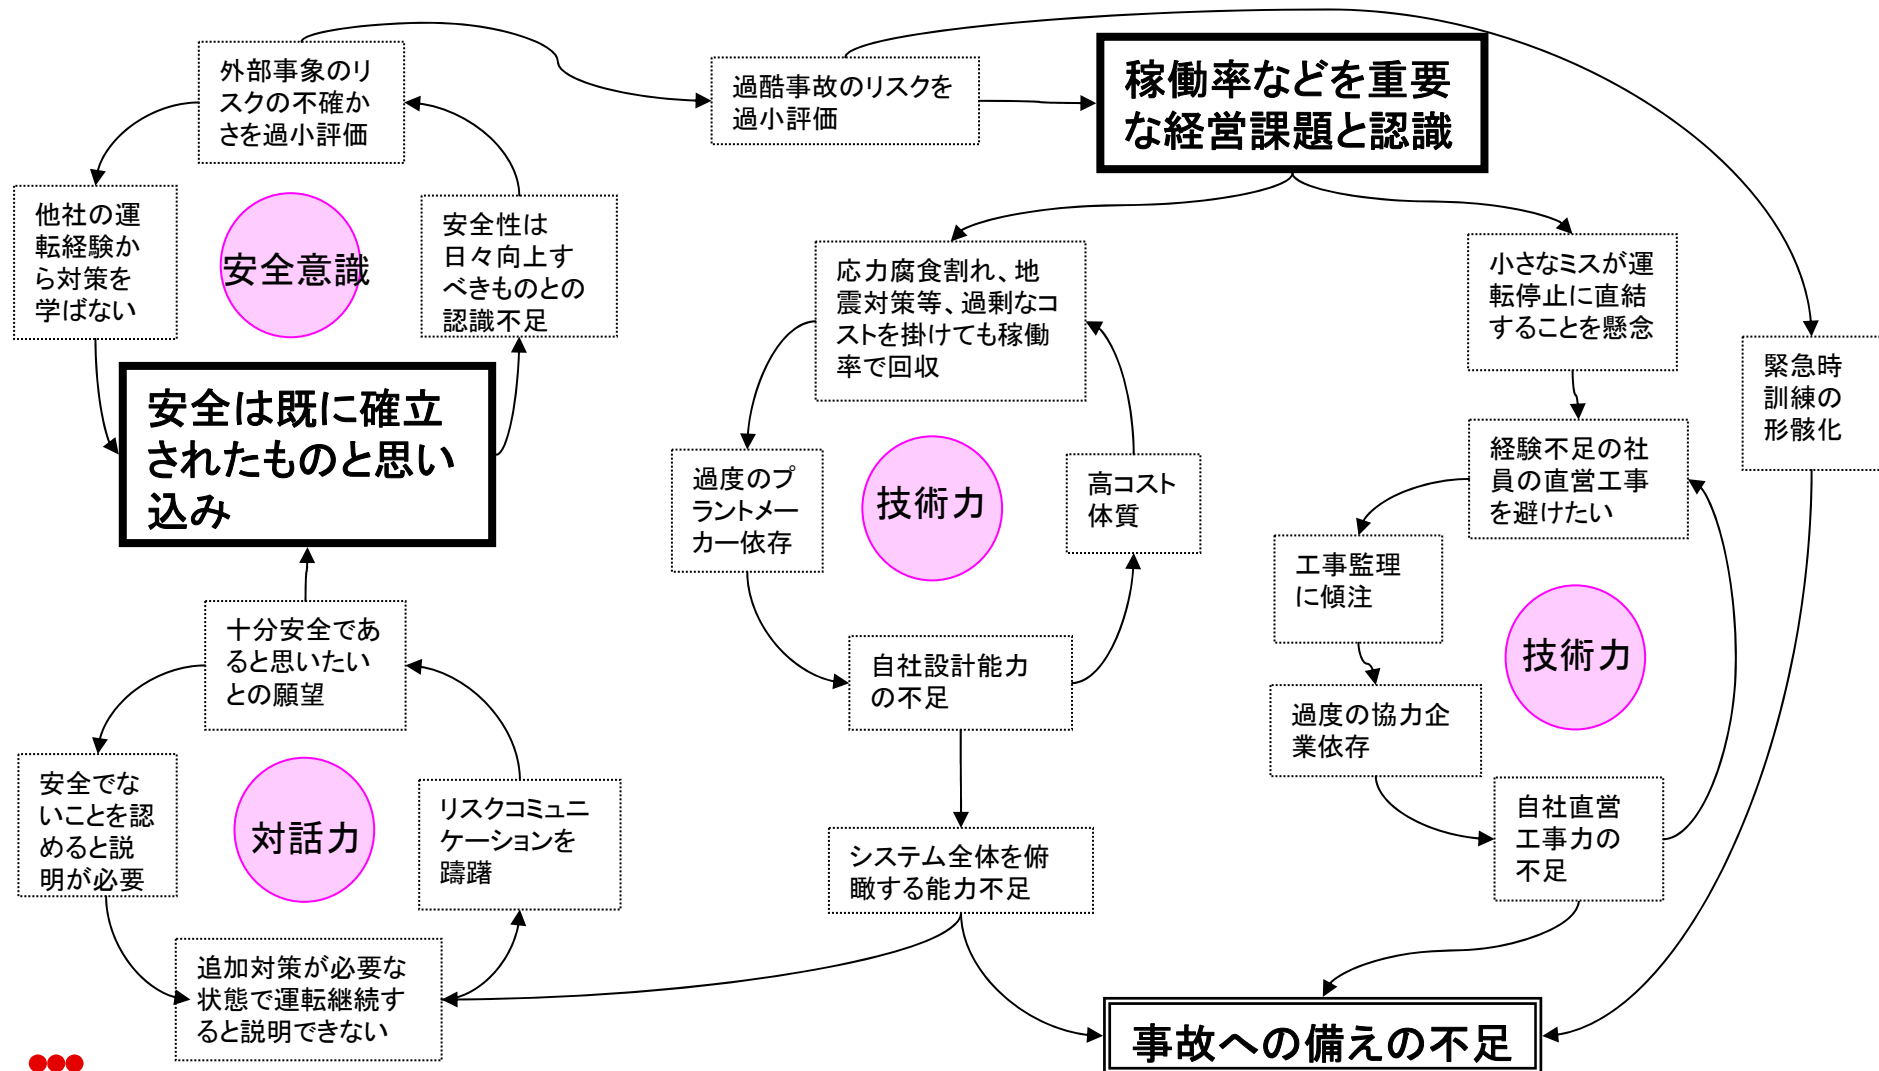 外部事象のリ
スクの不確か
さを過小評価
過酷事故のリスクを
過小評価
稼働率などを重要
な経営課題と認識
他社の運
転経験か
ら対策を
学ばない
安全意識
安全性は
日々向上す
べきものとの
認識不足
応力腐食割れ、地
震対策等、過剰なコ
ストを掛けても稼働
率で回収
小さなミスが運
転停止に直結
することを懸念
緊急時
訓練の
形骸化
安全は既に確立
されたものと思い
込み
過度のプ
ラントメー
カー依存
技術力
高コスト
体質
経験不足の社
員の直営工事
を避けたい
工事監理
に傾注
技術力
十分安全であ
ると思いたい
との願望
自社設計能力
の不足
過度の協力企
業依存
安全でな
いことを認
めると説
明が必要
対話力
リスクコミュニ
ケーションを
躊躇
システム全体を俯
瞰する能力不足
自社直営
工事力の
不足
追加対策が必要な
状態で運転継続す
ると説明できない
事故への備えの不足